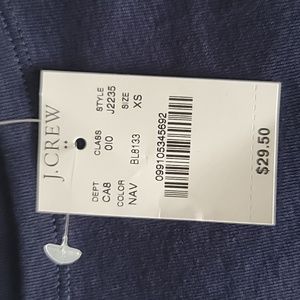 J.CREW
STYLE
J2235
SIZE
XS
CLASS
010
BL8133
DEPT
CA8
COLOR
NAV
099105345692
$29.50